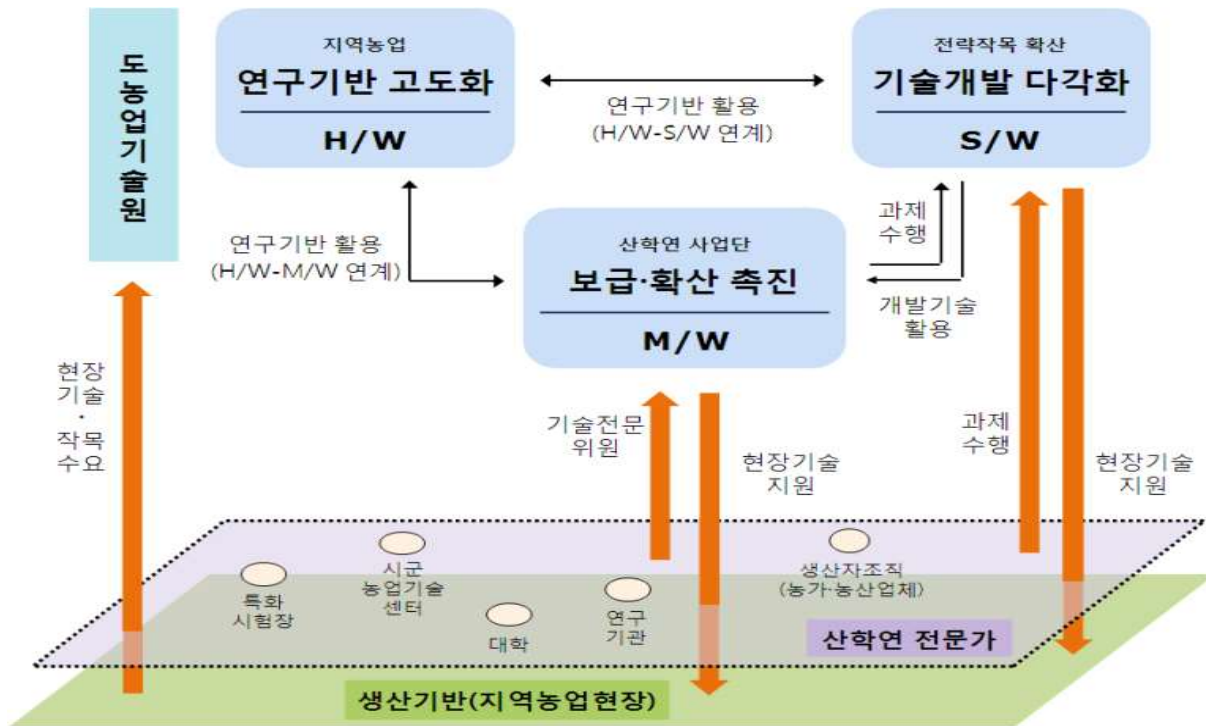 도농업기술원
지역농업
연구기반 고도화
H/W
연구기반 활용
(H/W-S/W 연계)
전략작목 확산
기술개발 다각화
S/W
연구기반 활용
(H/W-M/W 연계)
산학연 사업단
보급·확산 촉진
M/W
과제
수행
개발기술
활용
현장
기술
·
작목
수요
기술전문
위원
현장기술
지원
과제
수행
현장기술
지원
특화
시험장
시군
농업기술
센터
대학
연구
기관
생산자조직
(농가·농산업체)
산학연 전문가
생산기반(지역농업현장)